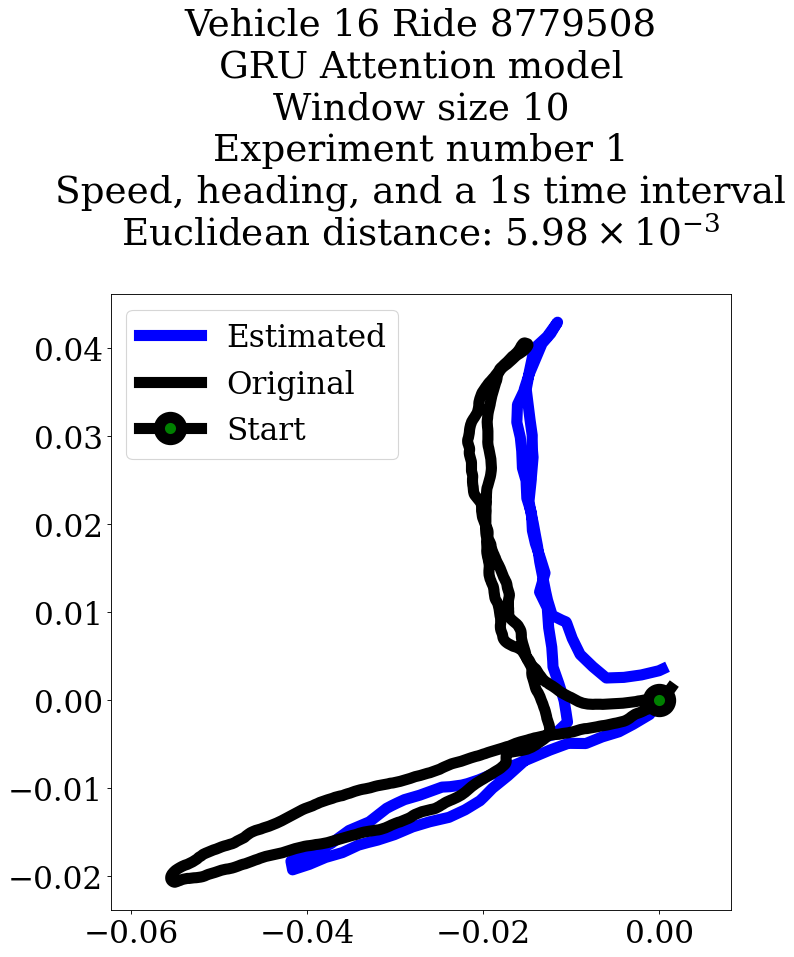 Vehicle 16 Ride 8779508
GRU Attention model
Window size 10
Experiment number 1
Speed, heading, and a 1s time interval
Euclidean distance: 5.98 × 10⁻³
Estimated
Original
Start
0.04
0.03
0.02
0.01
0.00
−0.01
−0.02
−0.06 −0.04 −0.02 0.00